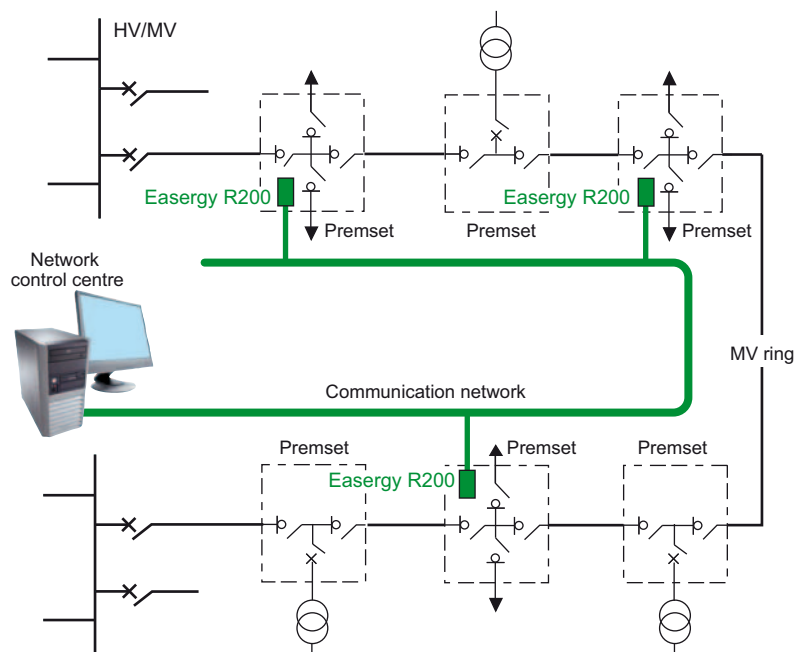 HV/MV
Easergy R200
Easergy R200
Premset
Premset
Premset
Network
control centre
MV ring
Communication network
Premset
Premset
Premset
Easergy R200